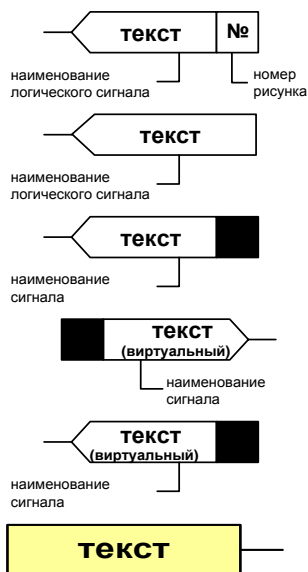 текст №
наименование
логического сигнала
номер
рисунка
текст
наименование
логического сигнала
текст
наименование
сигнала
текст
(виртуальный)
наименование
сигнала
текст
(виртуальный)
наименование
сигнала
текст